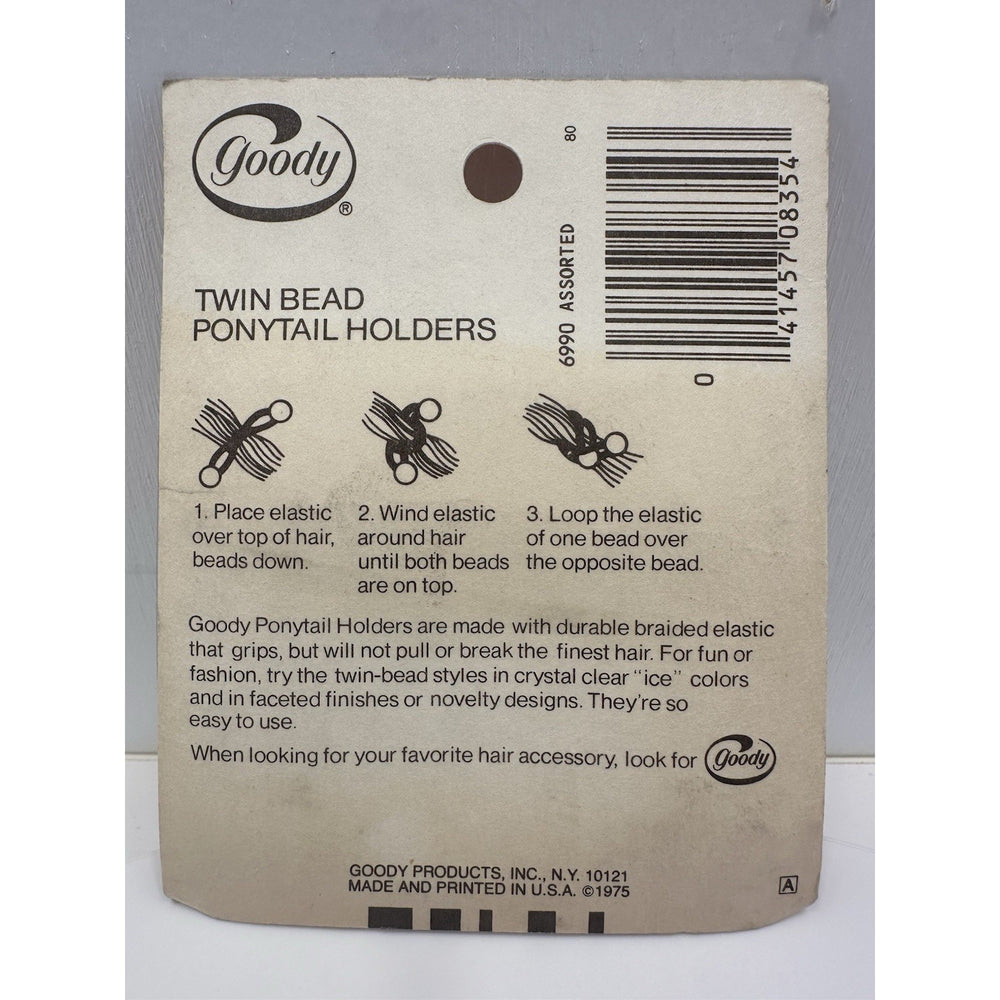 Goody®
80
6990 ASSORTED
41457 08354
0
TWIN BEAD
PONYTAIL HOLDERS
1. Place elastic
over top of hair,
beads down.
2. Wind elastic
around hair
until both beads
are on top.
3. Loop the elastic
of one bead over
the opposite bead.
Goody Ponytail Holders are made with durable braided elastic
that grips, but will not pull or break the finest hair. For fun or
fashion, try the twin-bead styles in crystal clear "ice" colors
and in faceted finishes or novelty designs. They're so
easy to use.
When looking for your favorite hair accessory, look for Goody
GOODY PRODUCTS, INC., N.Y. 10121
MADE AND PRINTED IN U.S.A. ©1975
A